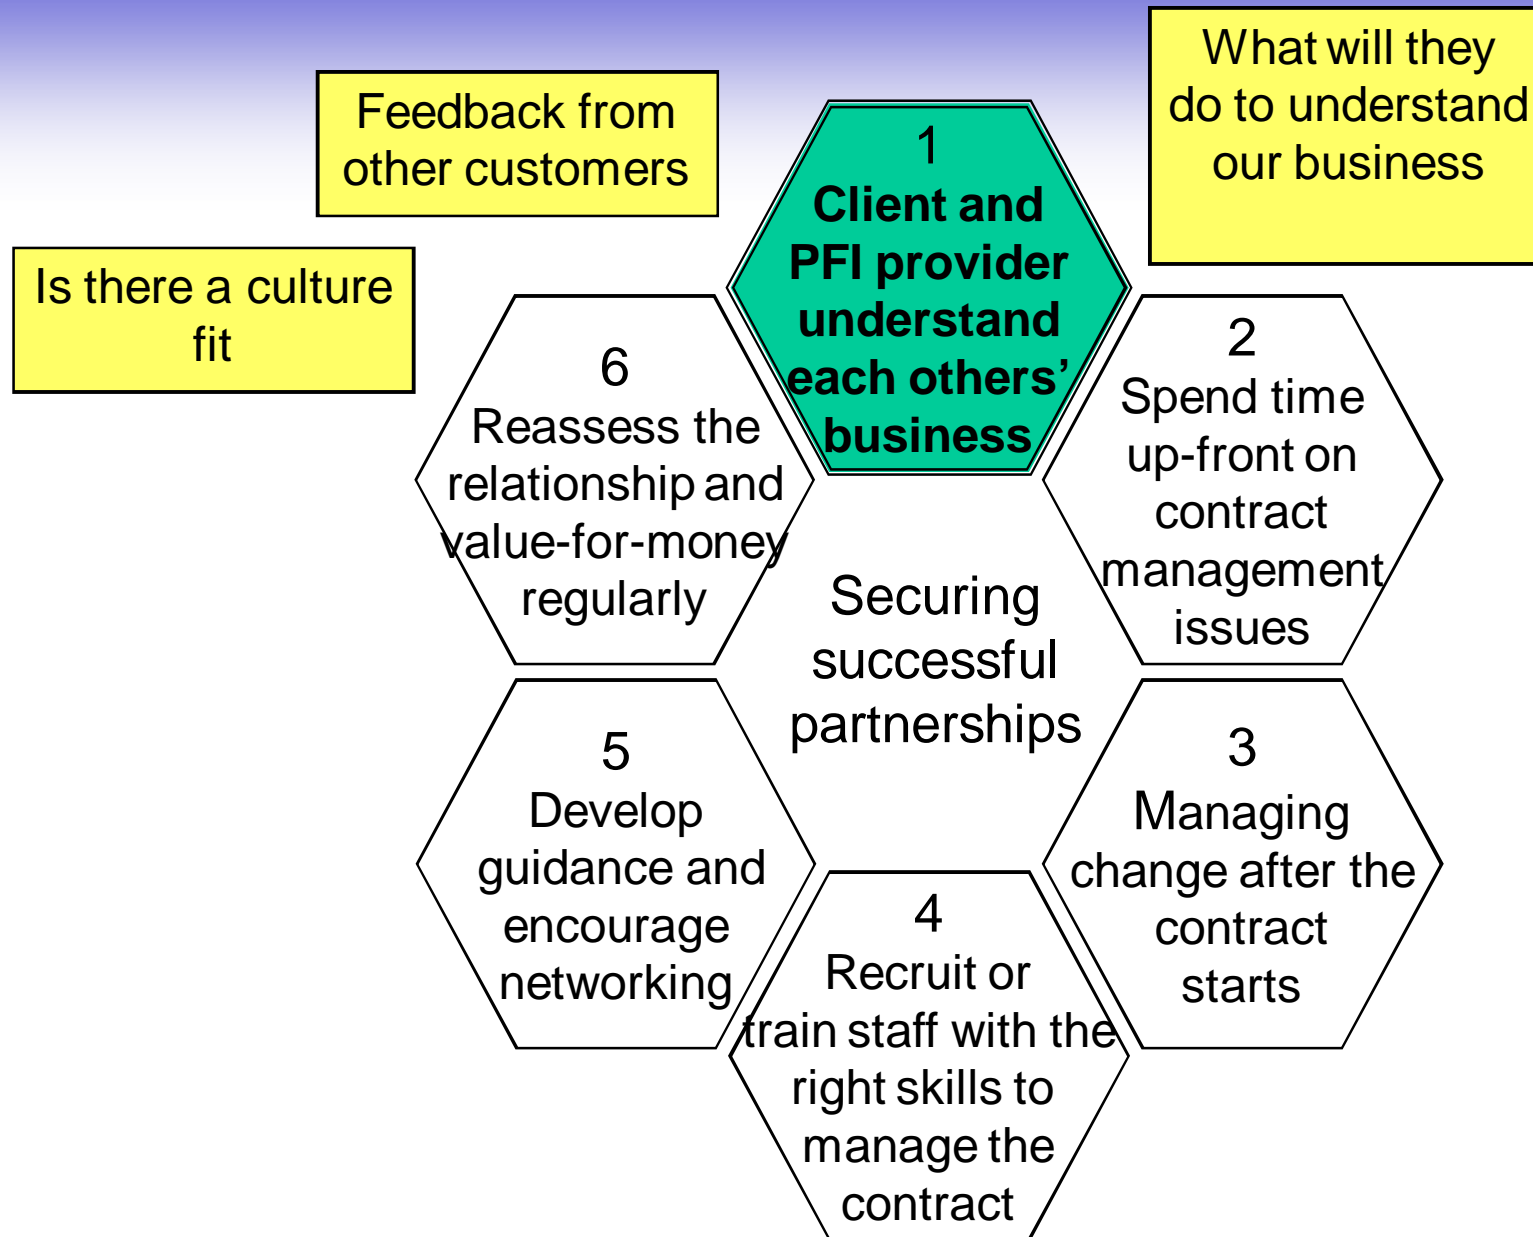 Feedback from
other customers
What will they
do to understand
our business
Is there a culture
fit
1
Client and
PFI provider
understand
each others’
business
2
Spend time
up-front on
contract
management
issues
3
Managing
change after the
contract
starts
4
Recruit or
train staff with the
right skills to
manage the
contract
5
Develop
guidance and
encourage
networking
6
Reassess the
relationship and
value-for-money
regularly
Securing
successful
partnerships